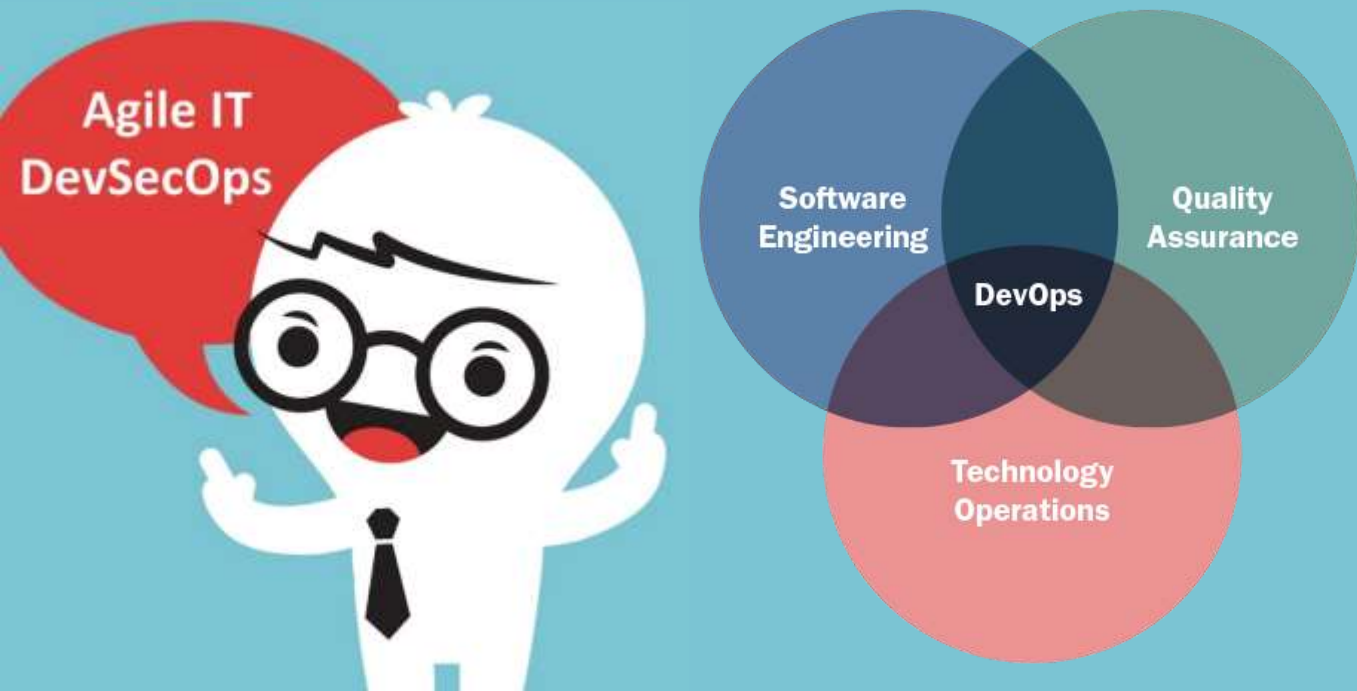 Agile IT
DevSecOps
Software
Engineering
Quality
Assurance
DevOps
Technology
Operations